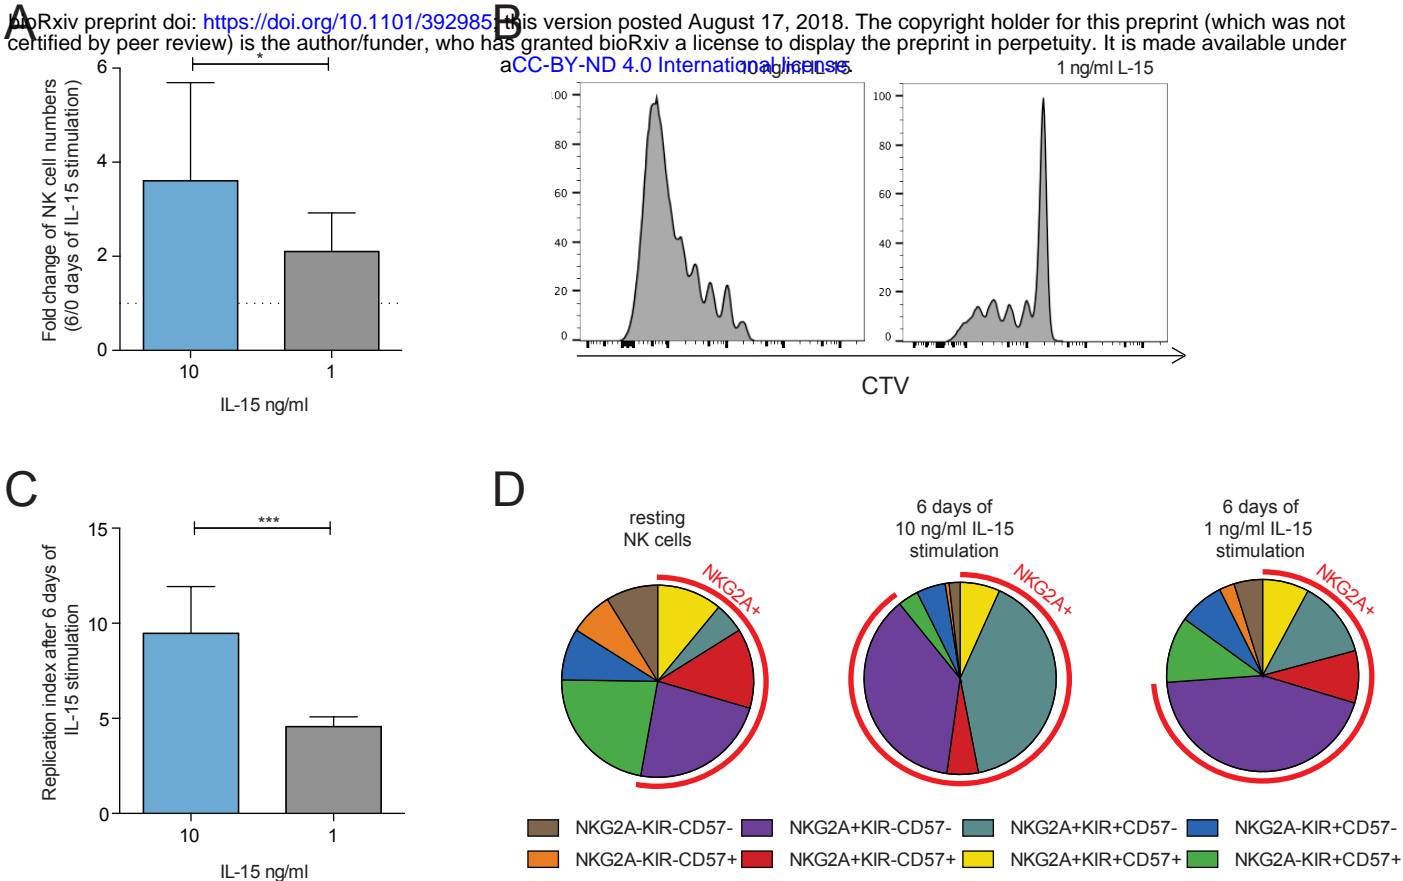 bioRxiv preprint doi: https://doi.org/10.1101/392985; this version posted August 17, 2018. The copyright holder for this preprint (which was not
certified by peer review) is the author/funder, who has granted bioRxiv a license to display the preprint in perpetuity. It is made available under
aCC-BY-ND 4.0 International license.
A
Fold change of NK cell numbers
(6/0 days of IL-15 stimulation)
6
4
2
0
*
10
1
IL-15 ng/ml
B
10 ng/ml IL-15
100
80
60
40
20
0
1 ng/ml L-15
100
80
60
40
20
0
CTV
C
Replication index after 6 days of
IL-15 stimulation
15
10
5
0
***
10
1
IL-15 ng/ml
D
resting
NK cells
NKG2A+
6 days of
10 ng/ml IL-15
stimulation
NKG2A+
6 days of
1 ng/ml IL-15
stimulation
NKG2A+
NKG2A-KIR-CD57- NKG2A+KIR-CD57- NKG2A+KIR+CD57- NKG2A-KIR+CD57-
NKG2A-KIR-CD57+ NKG2A+KIR-CD57+ NKG2A+KIR+CD57+ NKG2A-KIR+CD57+